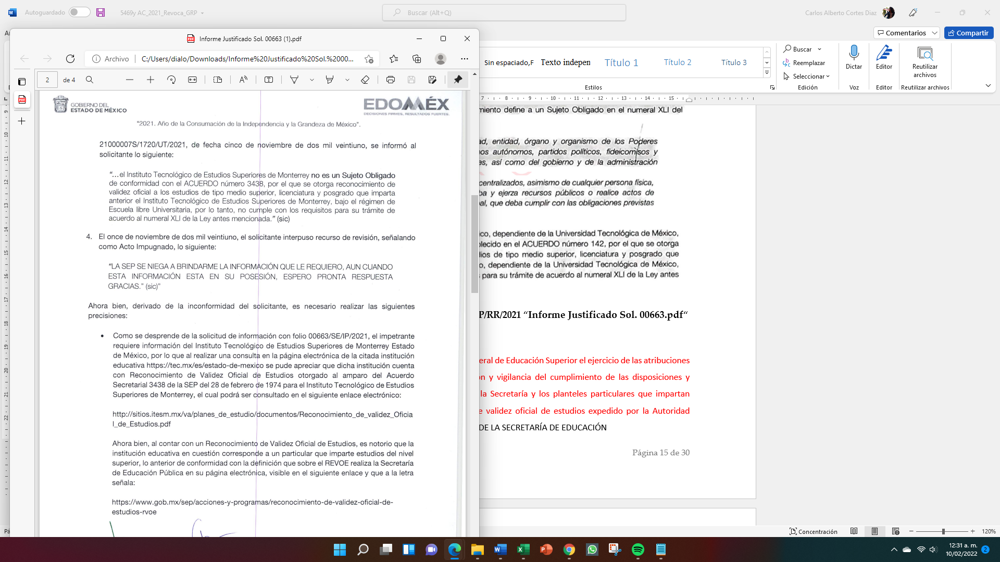 Autoguardado
5469y AC_2021_Revoca_GRP
Buscar (Alt+Q)
Carlos Alberto Cortes Diaz
Comentarios
Compartir
Informe Justificado Sol. 00663 (1).pdf
Archivo
C:/Users/dialo/Downloads/Informe%20Justificado%20Sol.%2000...
2
de 4
GOBIERNO DEL
ESTADO DE MÉXICO
EDOMÉX
DECISIONES FIRMES, RESULTADOS FUERTES.
"2021. Año de la Consumación de la Independencia y la Grandeza de México".
21000007S/1720/UT/2021, de fecha cinco de noviembre de dos mil veintiuno, se informó al
solicitante lo siguiente:
"...el Instituto Tecnológico de Estudios Superiores de Monterrey no es un Sujeto Obligado
de conformidad con el ACUERDO número 3438, por el que se otorga reconocimiento de
validez oficial a los estudios de tipo medio superior, licenciatura y posgrado que imparta
anterior el Instituto Tecnológico de Estudios Superiores de Monterrey, bajo el régimen de
Escuela libre Universitaria, por lo tanto, no cumple con los requisitos para su trámite de
acuerdo al numeral XLI de la Ley antes mencionada." (sic)
4. El once de noviembre de dos mil veintiuno, el solicitante interpuso recurso de revisión, señalando
como Acto Impugnado, lo siguiente:
"LA SEP SE NIEGA A BRINDARME LA INFORMACIÓN QUE LE REQUIERO, AUN CUANDO
ESTA INFORMACIÓN ESTA EN SU POSESIÓN, ESPERO PRONTA RESPUESTA
GRACIAS." (sic)"
Ahora bien, derivado de la inconformidad del solicitante, es necesario realizar las siguientes
precisiones:
• Como se desprende de la solicitud de información con folio 00663/SE/IP/2021, el impetrante
requiere información del Instituto Tecnológico de Estudios Superiores de Monterrey Estado
de México, por lo que al realizar una consulta en la página electrónica de la citada institución
educativa https://tec.mx/es/estado-de-mexico se pude apreciar que dicha institución cuenta
con Reconocimiento de Validez Oficial de Estudios otorgado al amparo del Acuerdo
Secretarial 3438 de la SEP del 28 de febrero de 1974 para el Instituto Tecnológico de Estudios
Superiores de Monterrey, el cual podrá ser consultado en el siguiente enlace electrónico:
http://sitios.itesm.mx/va/planes_de_estudio/documentos/Reconocimiento_de_validez_Oficia
l_de_Estudios.pdf
Ahora bien, al contar con un Reconocimiento de Validez Oficial de Estudios, es notorio que la
institución educativa en cuestión corresponde a un particular que imparte estudios del nivel
superior, lo anterior de conformidad con la definición que sobre el REVOE realiza la Secretaría
de Educación Pública en su página electrónica, visible en el siguiente enlace y que a la letra
señala:
https://www.gob.mx/sep/acciones-y-programas/reconocimiento-de-validez-oficial-de-
estudios-rvoe
Sin espaciado,F
Texto indepen
Título 1
Título 2
Título 3
Estilos
Buscar
Reemplazar
Seleccionar
Edición
Dictar
Voz
Editor
Editor
Reutilizar
archivos
Reutilizar archivos
7 8 9 10 11 12 13 14 15
miento define a un Sujeto Obligado en el numeral XLI del
ad, entidad, órgano y organismo de los Poderes
os autónomos, partidos políticos, fideicomisos y
es, así como del gobierno y de la administración
centralizados, asimismo de cualquier persona física,
ba y ejerza recursos públicos o realice actos de
al, que deba cumplir con las obligaciones previstas
ico, dependiente de la Universidad Tecnológica de México,
lecido en el ACUERDO número 142, por el que se otorga
ios de tipo medio superior, licenciatura y posgrado que
o, dependiente de la Universidad Tecnológica de México,
para su trámite de acuerdo al numeral XLI de la Ley antes
P/RR/2021 "Informe Justificado Sol. 00663.pdf"
eral de Educación Superior el ejercicio de las atribuciones
on y vigilancia del cumplimiento de las disposiciones y
la Secretaría y los planteles particulares que impartan
e validez oficial de estudios expedido por la Autoridad
DE LA SECRETARÍA DE EDUCACIÓN
Página 15 de 30
9 10 11 12 13 14 15 16 17 18 19 20 21 22
Concentración
120%
12:31 a. m.
10/02/2022
2